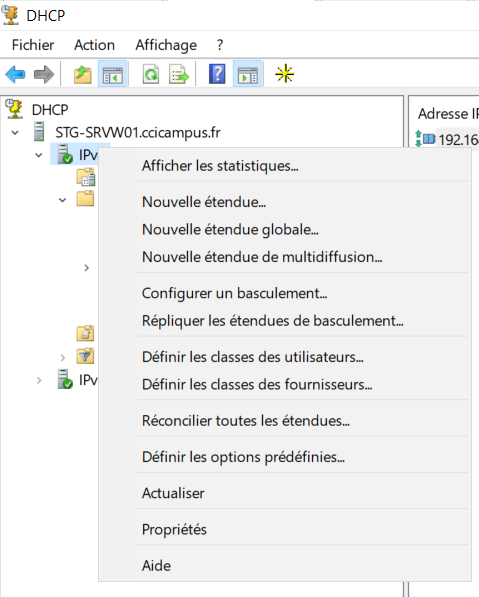 DHCP
Fichier Action Affichage ?
DHCP
STG-SRVW01.ccicampus.fr
Adresse IP
IPv
192.16
Afficher les statistiques...
Nouvelle étendue...
Nouvelle étendue globale...
Nouvelle étendue de multidiffusion...
Configurer un basculement...
Répliquer les étendues de basculement...
Définir les classes des utilisateurs...
Définir les classes des fournisseurs...
IPv
Réconcilier toutes les étendues...
Définir les options prédéfinies...
Actualiser
Propriétés
Aide